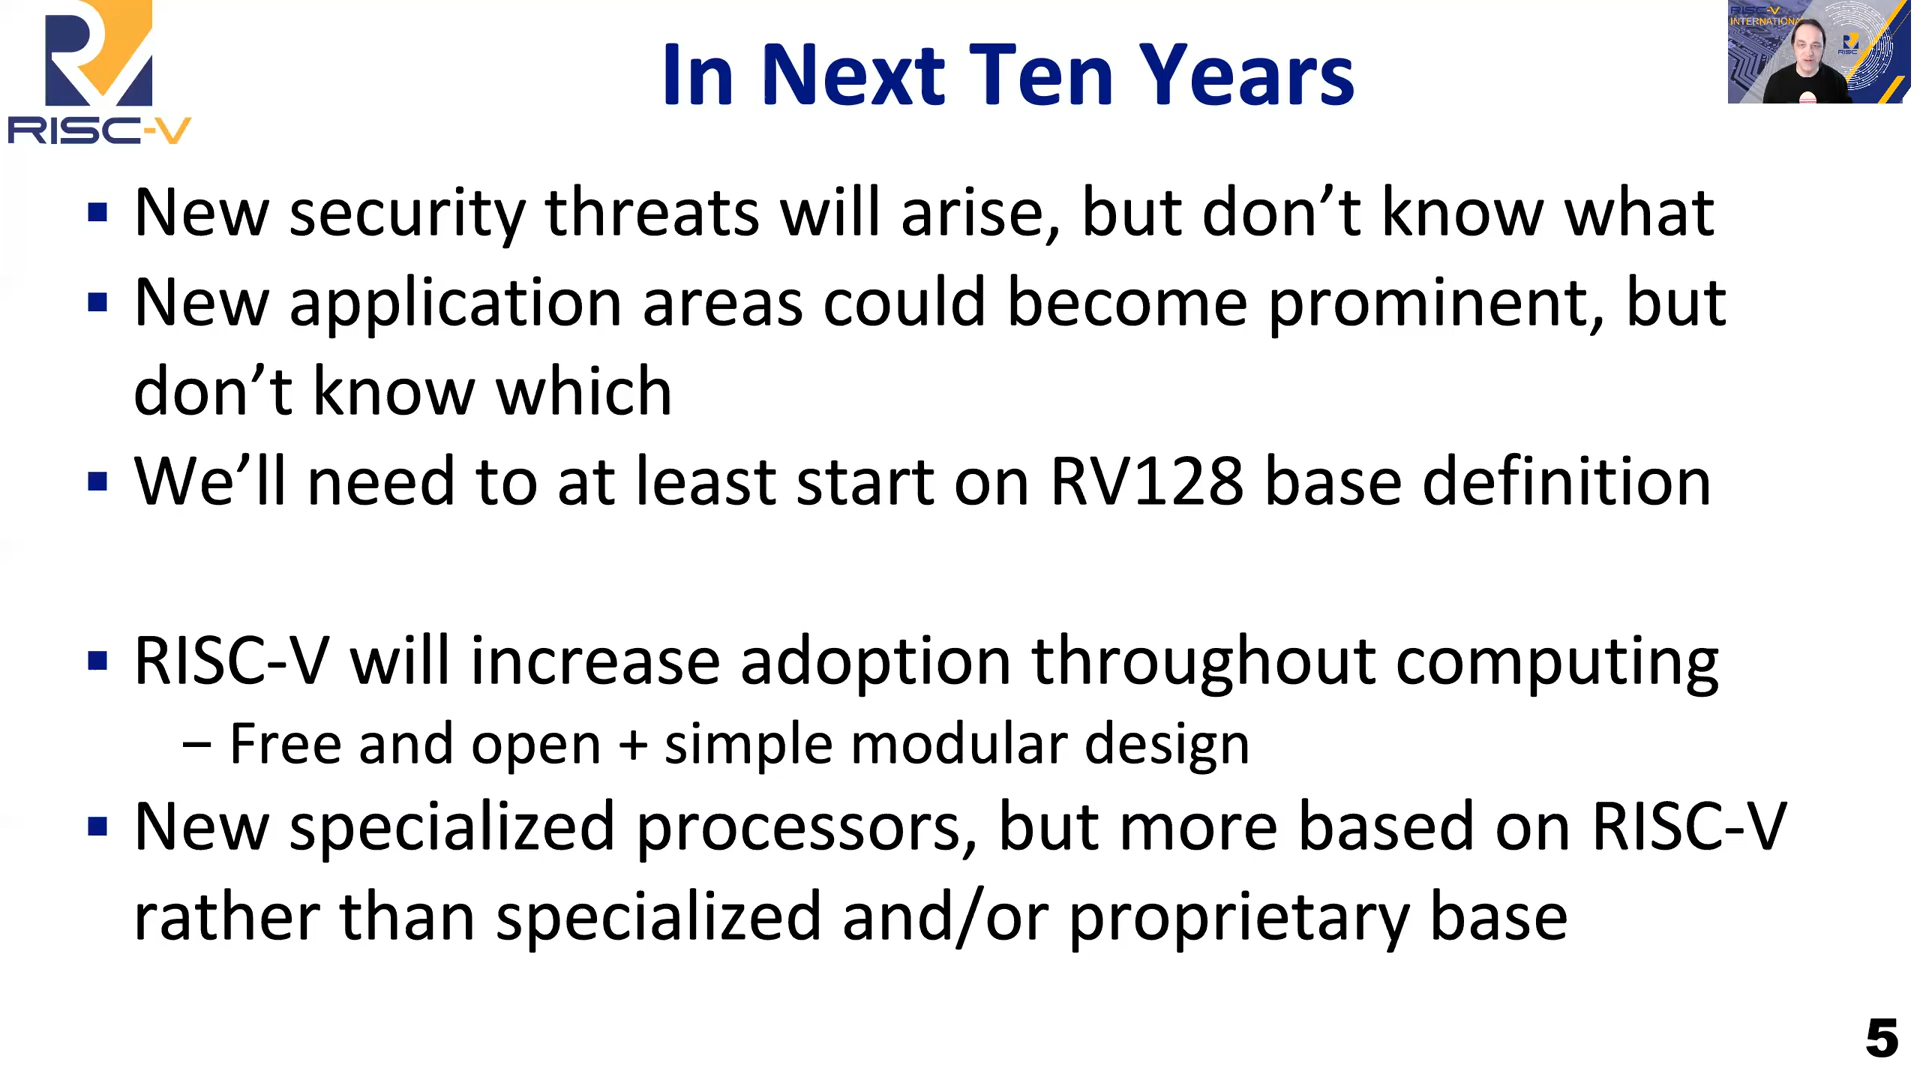 RISC-V
In Next Ten Years
RISC-V
INTERNATIONAL
RISC
▪ New security threats will arise, but don’t know what
▪ New application areas could become prominent, but
don’t know which
▪ We’ll need to at least start on RV128 base definition
▪ RISC-V will increase adoption throughout computing
– Free and open + simple modular design
▪ New specialized processors, but more based on RISC-V
rather than specialized and/or proprietary base
5